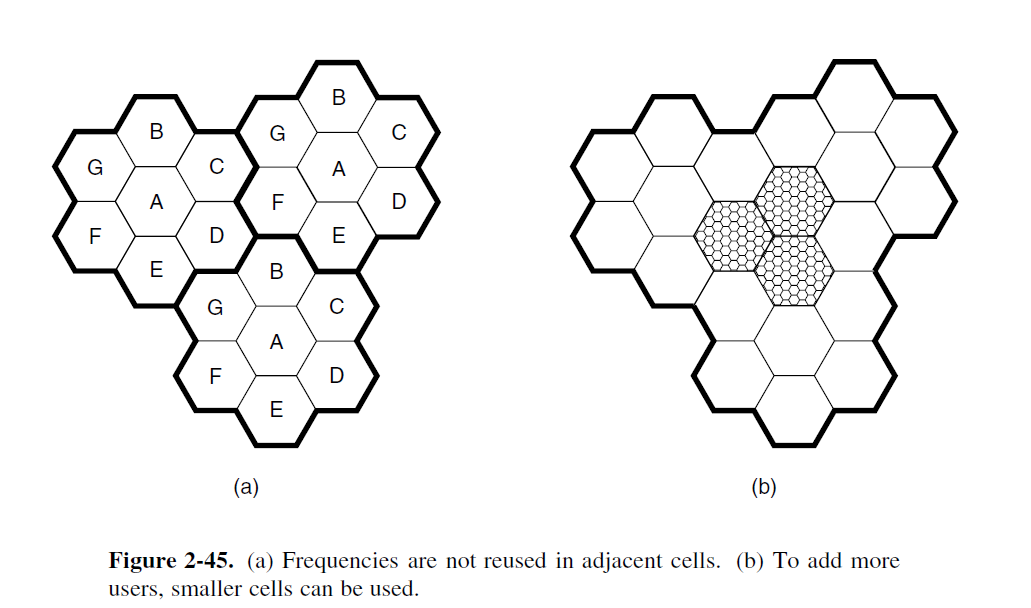 B
B
G
C
G
C
A
A
F
D
F
D
E
E
B
G
C
A
F
D
E
(a)
(b)
Figure 2-45. (a) Frequencies are not reused in adjacent cells. (b) To add more
users, smaller cells can be used.